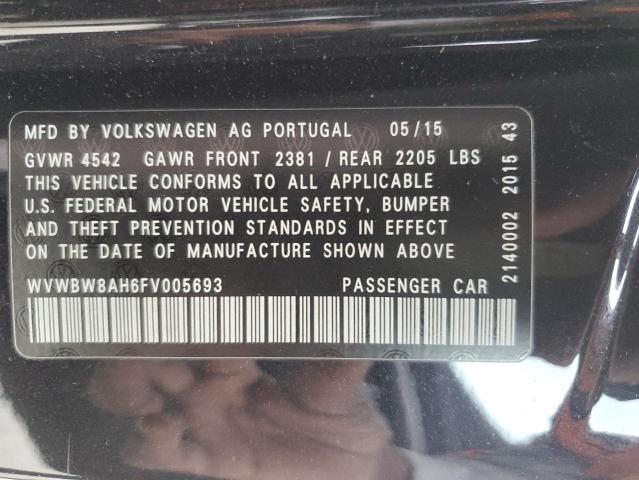 MFD BY VOLKSWAGEN AG PORTUGAL 05/15
GVWR 4542 GAWR FRONT 2381 / REAR 2205 LBS
THIS VEHICLE CONFORMS TO ALL APPLICABLE
U.S. FEDERAL MOTOR VEHICLE SAFETY, BUMPER
AND THEFT PREVENTION STANDARDS IN EFFECT
ON THE DATE OF MANUFACTURE SHOWN ABOVE
WVWBW8AH6FV005693 PASSENGER CAR
2140002 2015 43